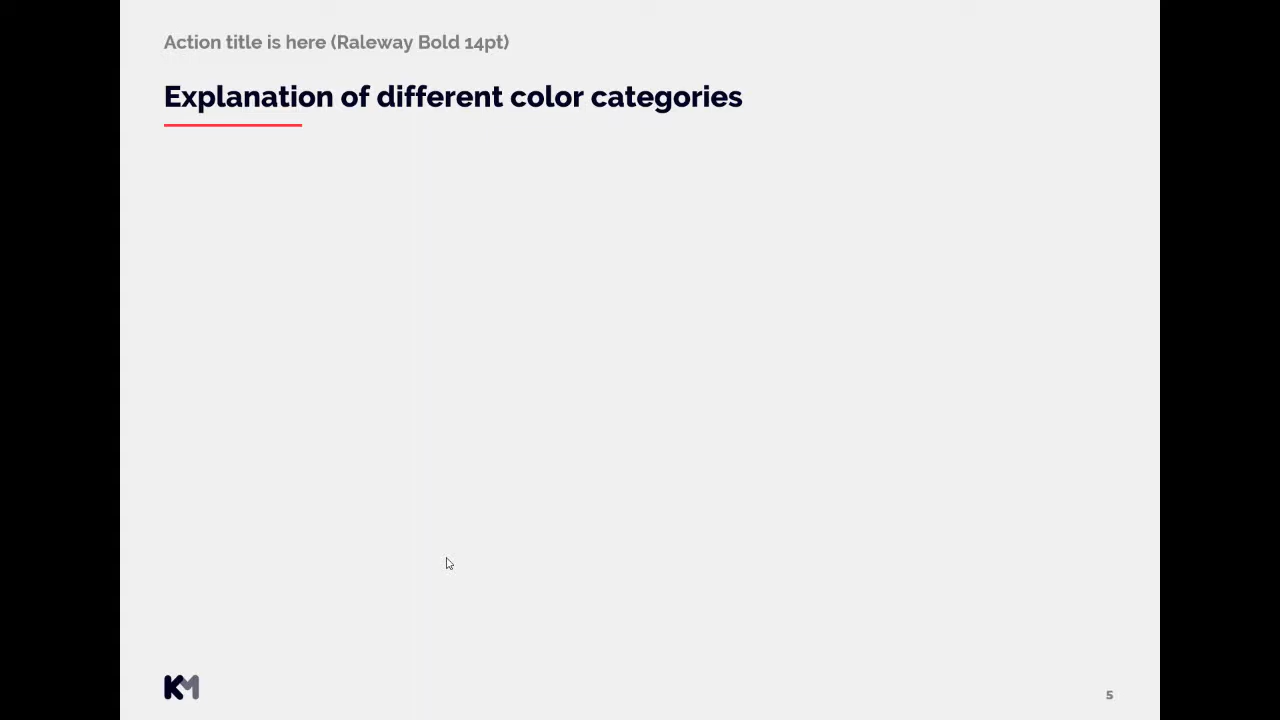 Action title is here (Raleway Bold 14pt)
Explanation of different color categories
KM
5